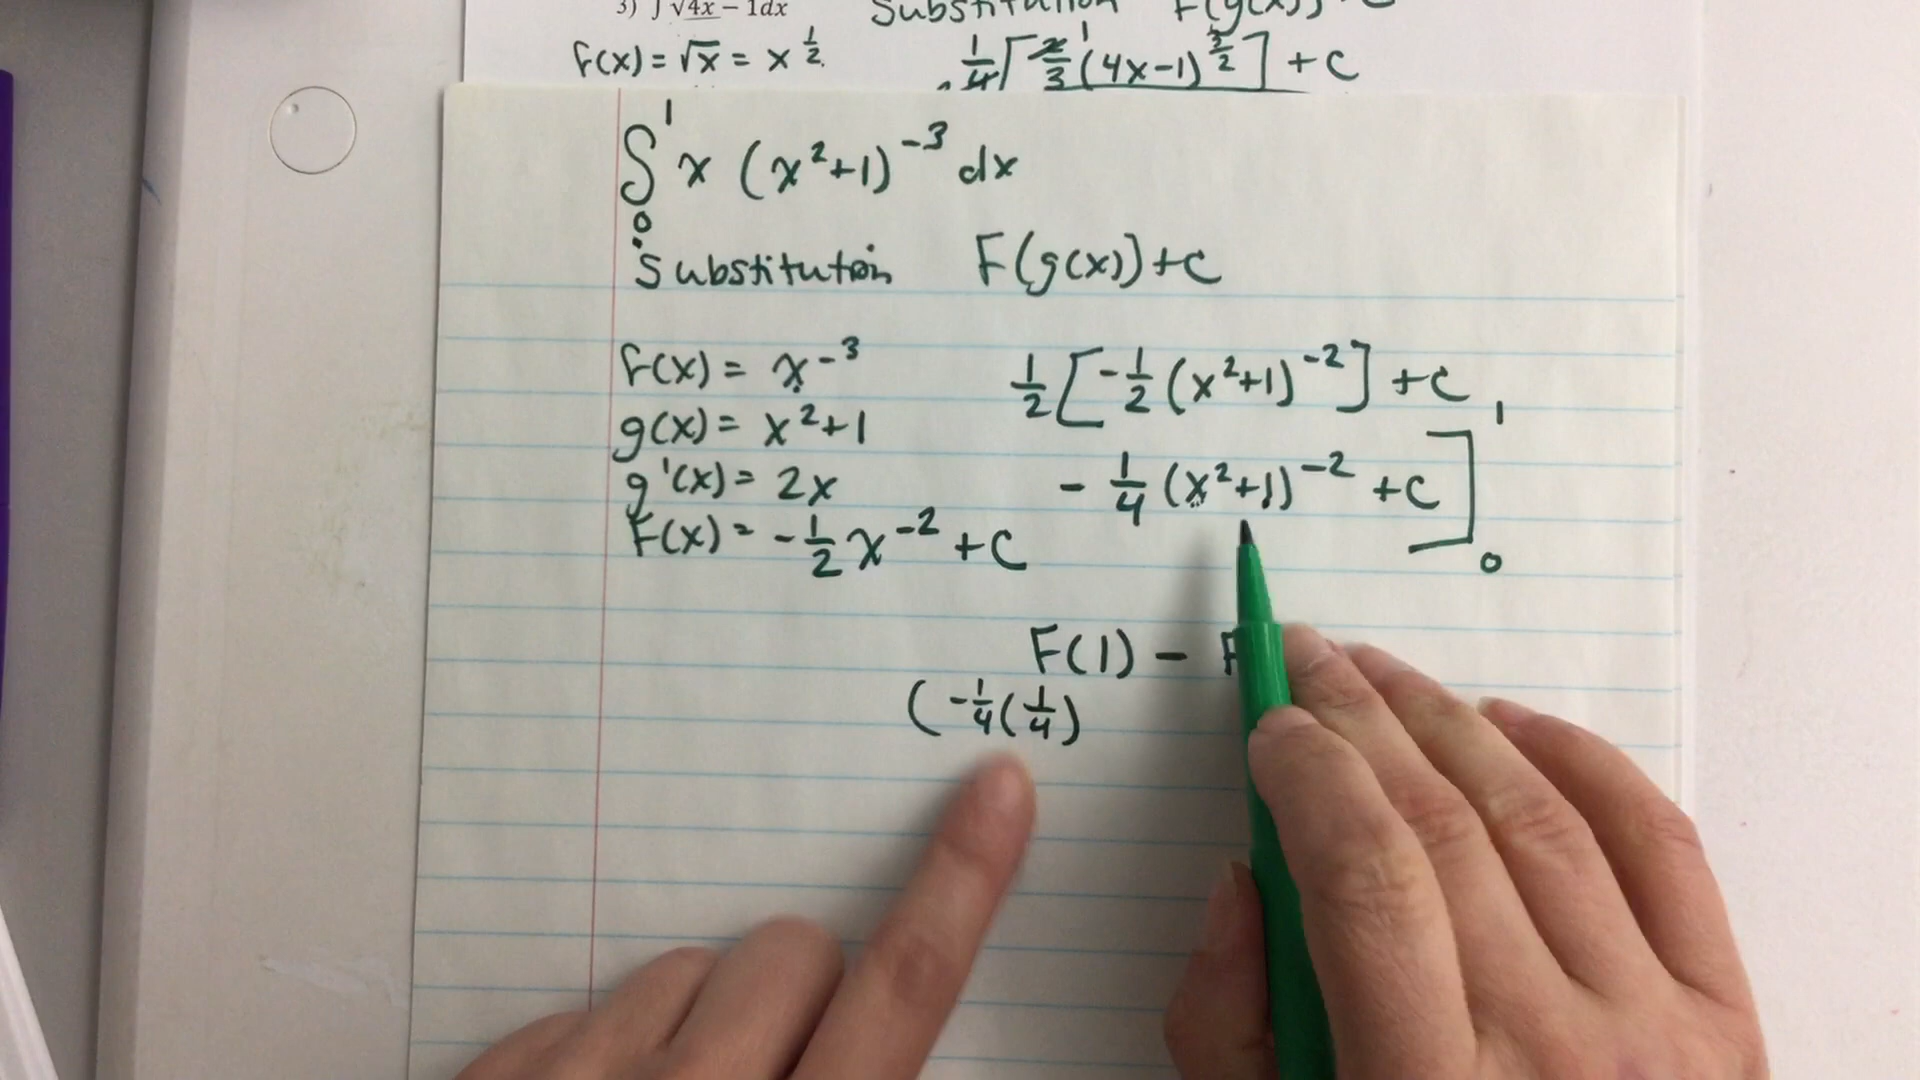 3) ∫ √4x − 1dx Substitution F(g(x)) + C
f(x) = √x = x^1/2. 1/4[2/3(4x−1)^3/2] + C
∫₀¹ x (x²+1)⁻³ dx
Substitution F(g(x))+C
f(x) = x⁻³ 1/2[-1/2(x²+1)⁻²] + C
g(x) = x²+1
g'(x) = 2x - 1/4 (x²+1)⁻² + C]₀¹
F(x) = -1/2 x⁻² + C
F(1) − F
(-1/4(1/4)